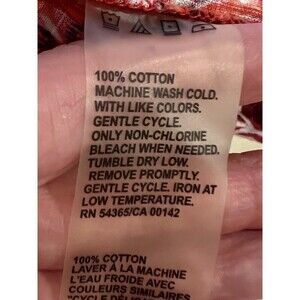 100% COTTON
MACHINE WASH COLD.
WITH LIKE COLORS.
GENTLE CYCLE.
ONLY NON-CHLORINE
BLEACH WHEN NEEDED.
TUMBLE DRY LOW.
REMOVE PROMPTLY.
GENTLE CYCLE. IRON AT
LOW TEMPERATURE.
RN 54365/CA 00142
100% COTTON
LAVER À LA MACHINE
L'EAU FROIDE AVEC
COULEURS SIMILAIRES